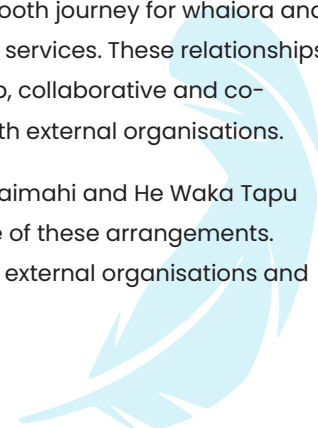 ooth journey for whaiora and
services. These relationships
o, collaborative and co-
th external organisations.
aimahi and He Waka Tapu
e of these arrangements.
external organisations and